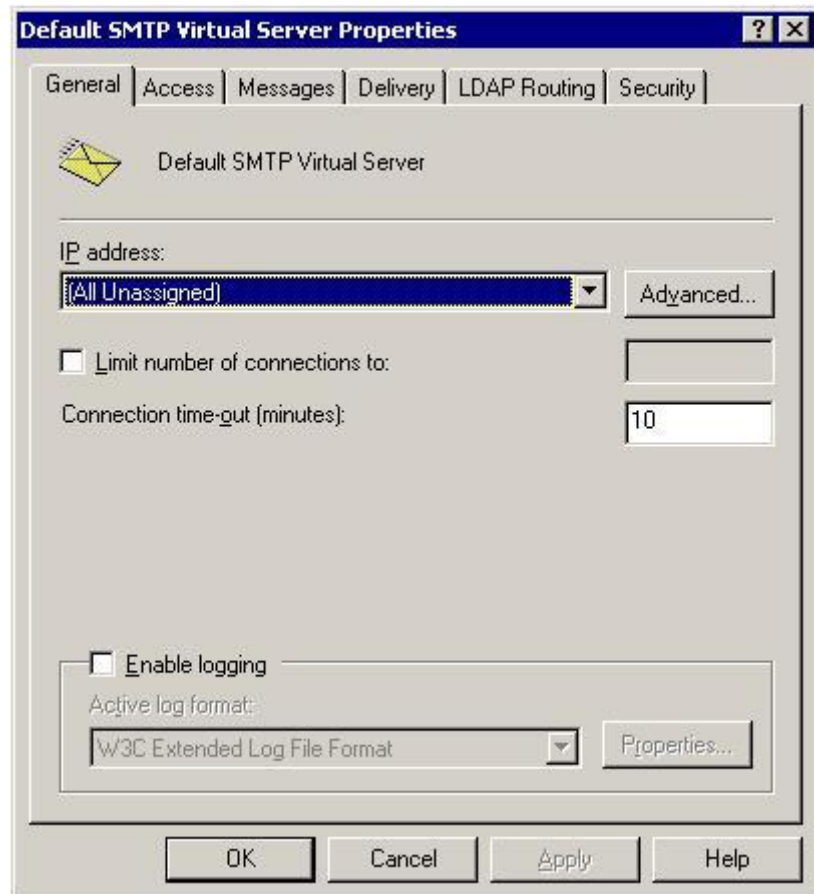 Default SMTP Virtual Server Properties
General Access Messages Delivery LDAP Routing Security
Default SMTP Virtual Server
IP address:
(All Unassigned) Advanced...
Limit number of connections to:
Connection time-out (minutes): 10
Enable logging
Active log format:
W3C Extended Log File Format Properties...
OK Cancel Apply Help